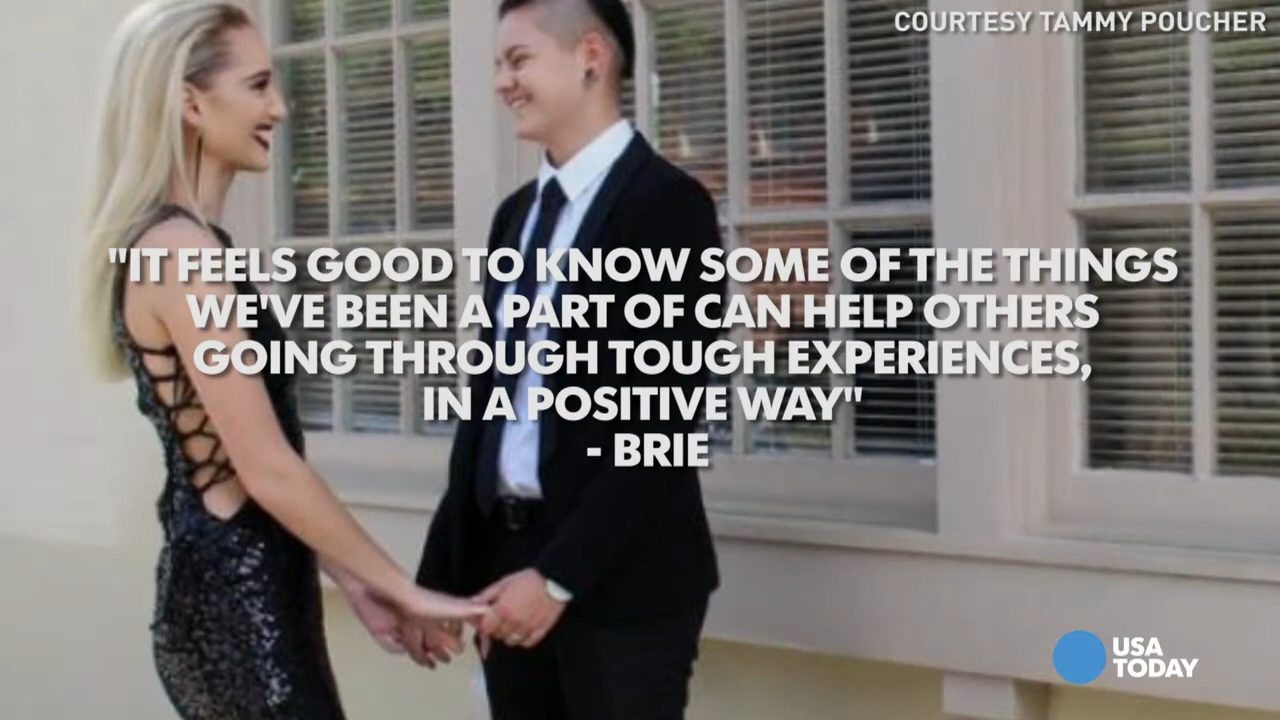 COURTESY TAMMY POUCHER
"IT FEELS GOOD TO KNOW SOME OF THE THINGS
WE'VE BEEN A PART OF CAN HELP OTHERS
GOING THROUGH TOUGH EXPERIENCES,
IN A POSITIVE WAY"
- BRIE
USA
TODAY